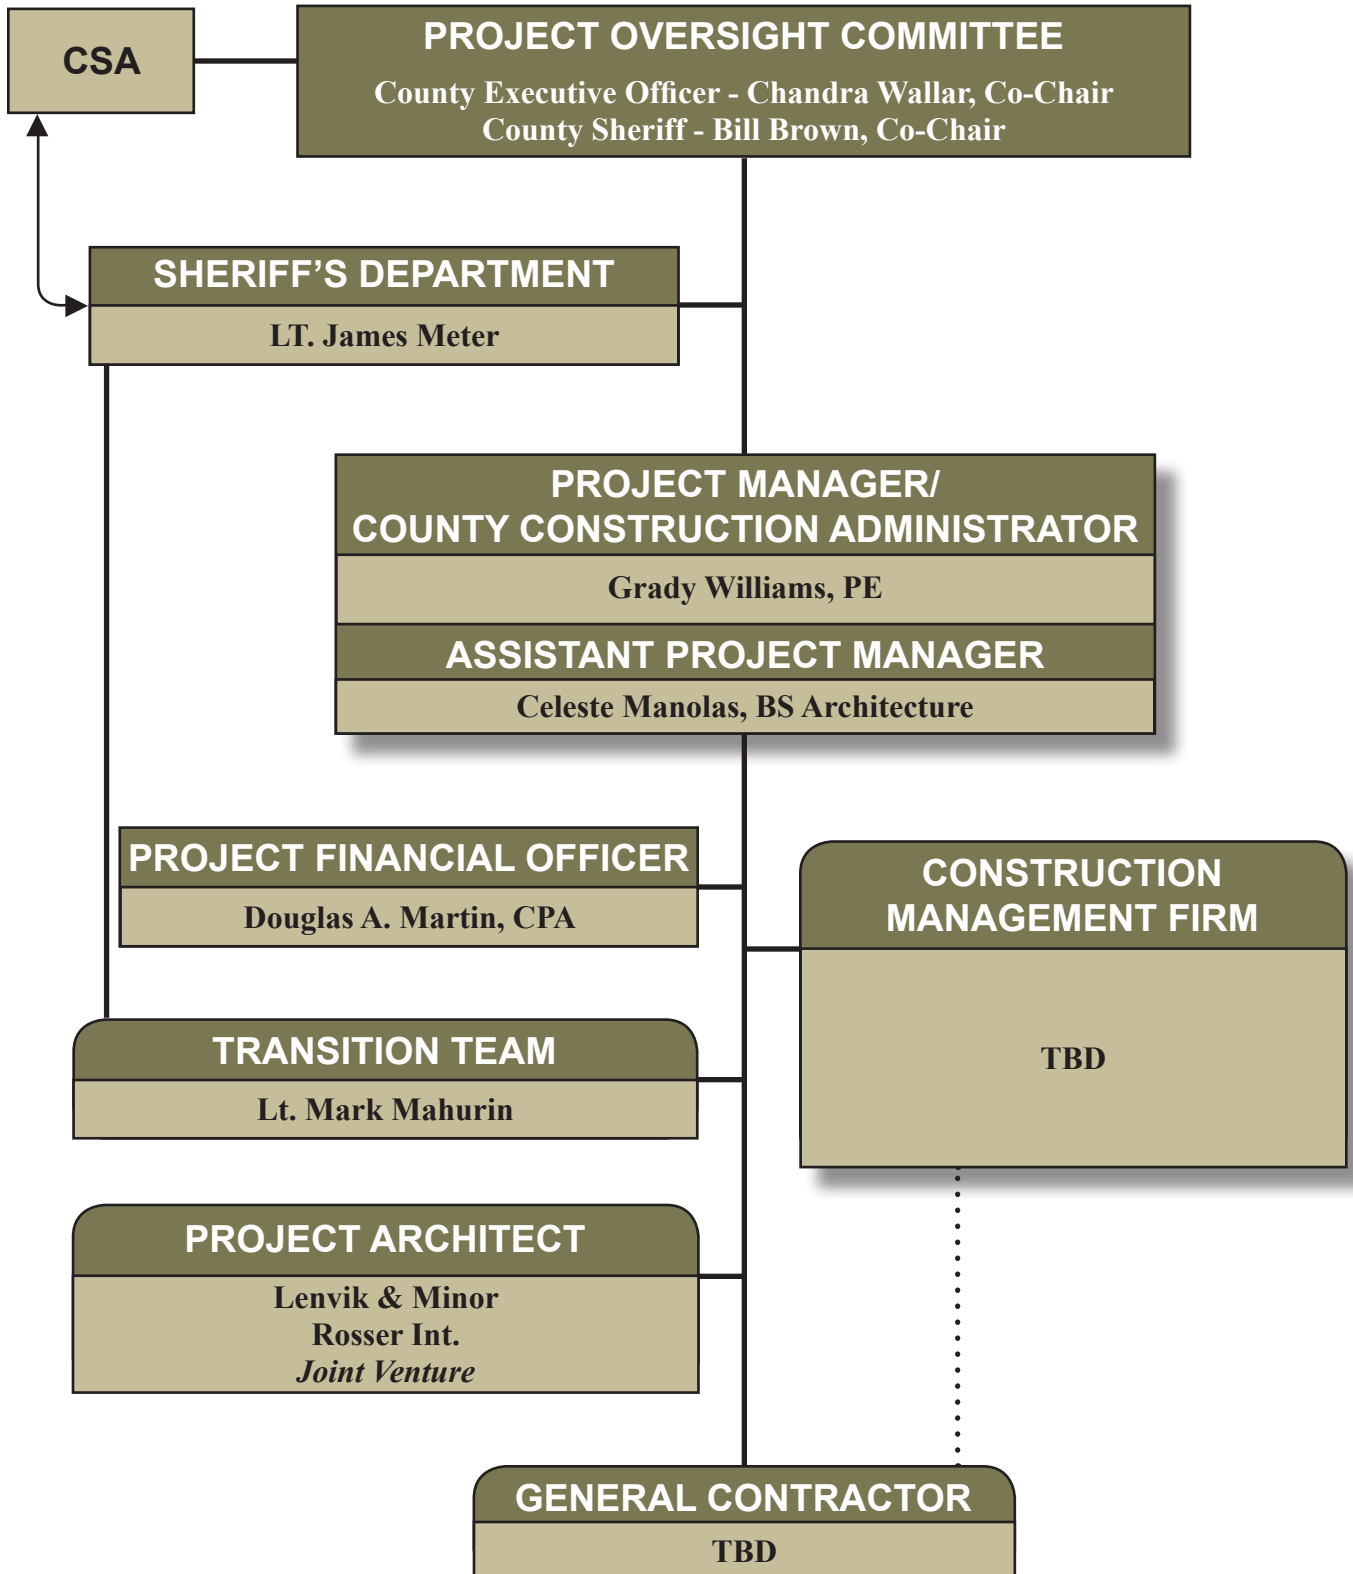 CSA
PROJECT OVERSIGHT COMMITTEE
County Executive Officer - Chandra Wallar, Co-Chair
County Sheriff - Bill Brown, Co-Chair
SHERIFF’S DEPARTMENT
LT. James Meter
PROJECT MANAGER/
COUNTY CONSTRUCTION ADMINISTRATOR
Grady Williams, PE
ASSISTANT PROJECT MANAGER
Celeste Manolas, BS Architecture
PROJECT FINANCIAL OFFICER
Douglas A. Martin, CPA
CONSTRUCTION
MANAGEMENT FIRM
TBD
TRANSITION TEAM
Lt. Mark Mahurin
PROJECT ARCHITECT
Lenvik & Minor
Rosser Int.
Joint Venture
GENERAL CONTRACTOR
TBD